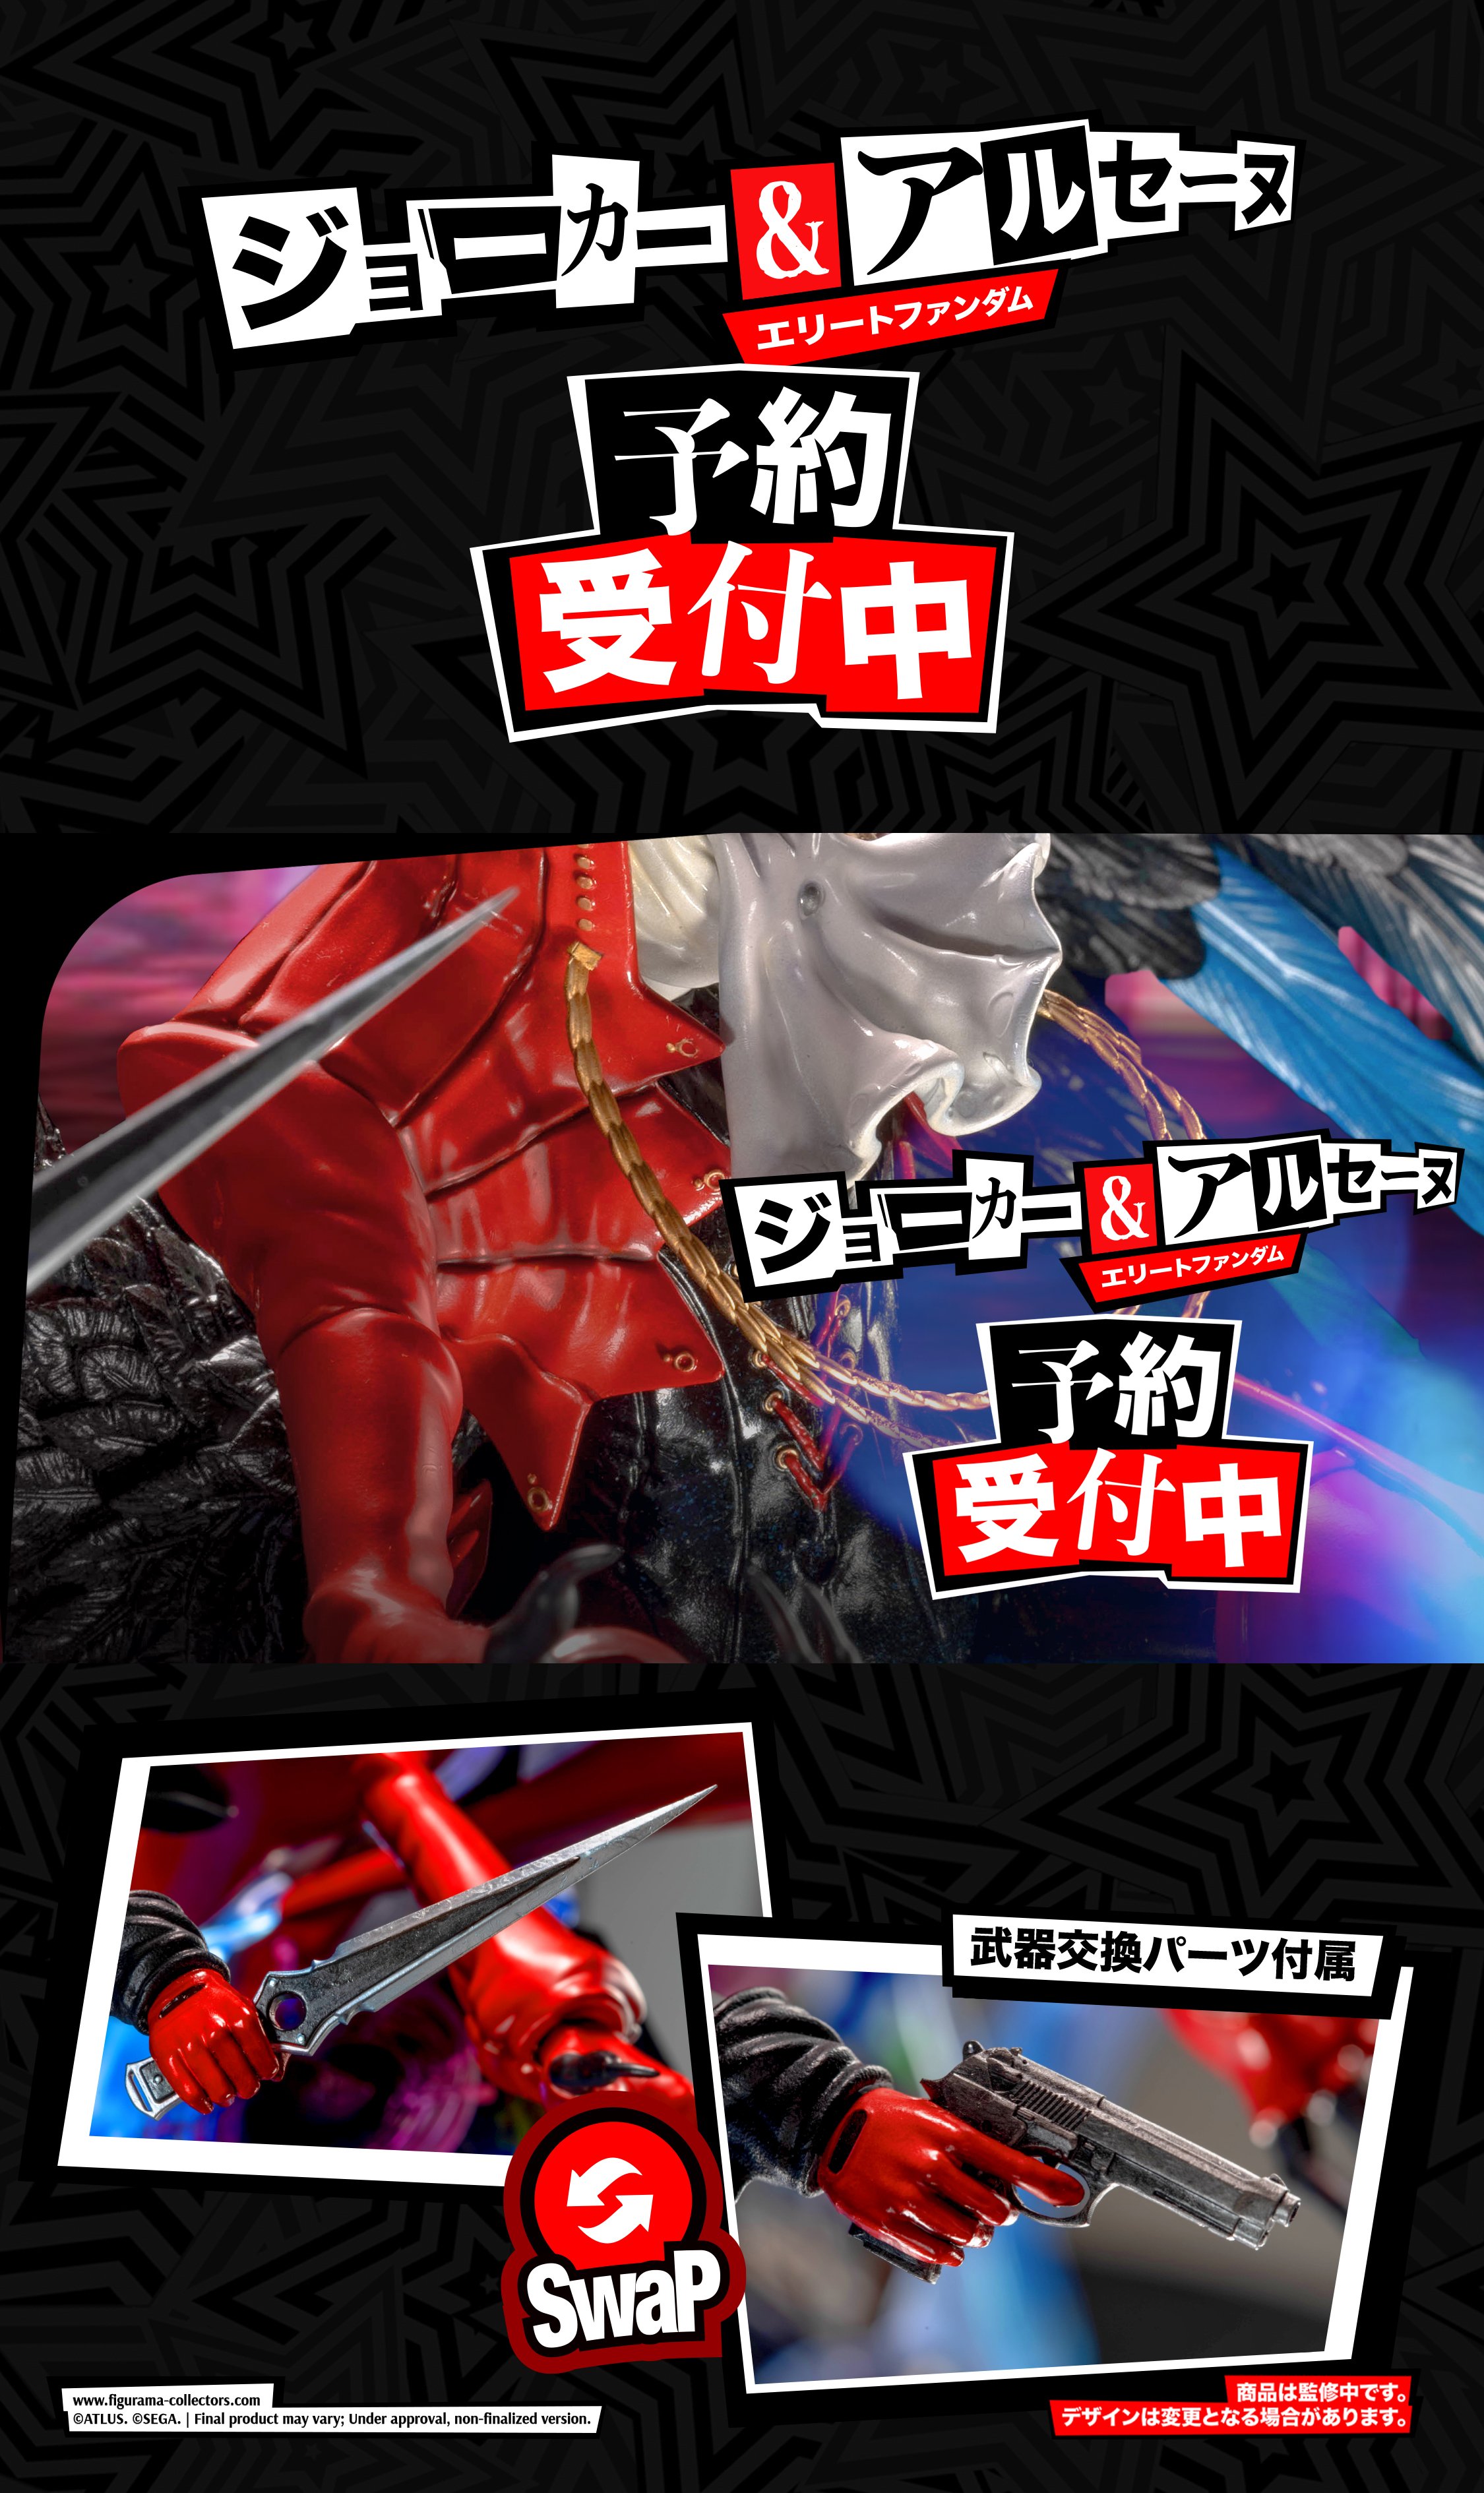 ジョーカー&アルセーヌ
エリートファンダム
予約
受付中
ジョーカー&アルセーヌ
エリートファンダム
予約
受付中
武器交換パーツ付属
SwaP
www.figurama-collectors.com
©ATLUS. ©SEGA. | Final product may vary; Under approval, non-finalized version.
商品は監修中です。
デザインは変更となる場合があります。